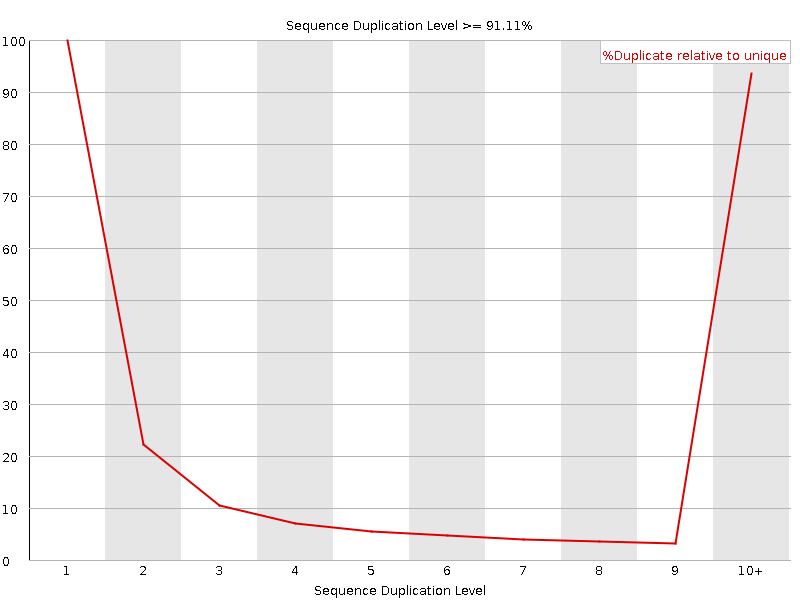 Sequence Duplication Level >= 91.11%
%Duplicate relative to unique
100
90
80
70
60
50
40
30
20
10
0
1 2 3 4 5 6 7 8 9 10+
Sequence Duplication Level